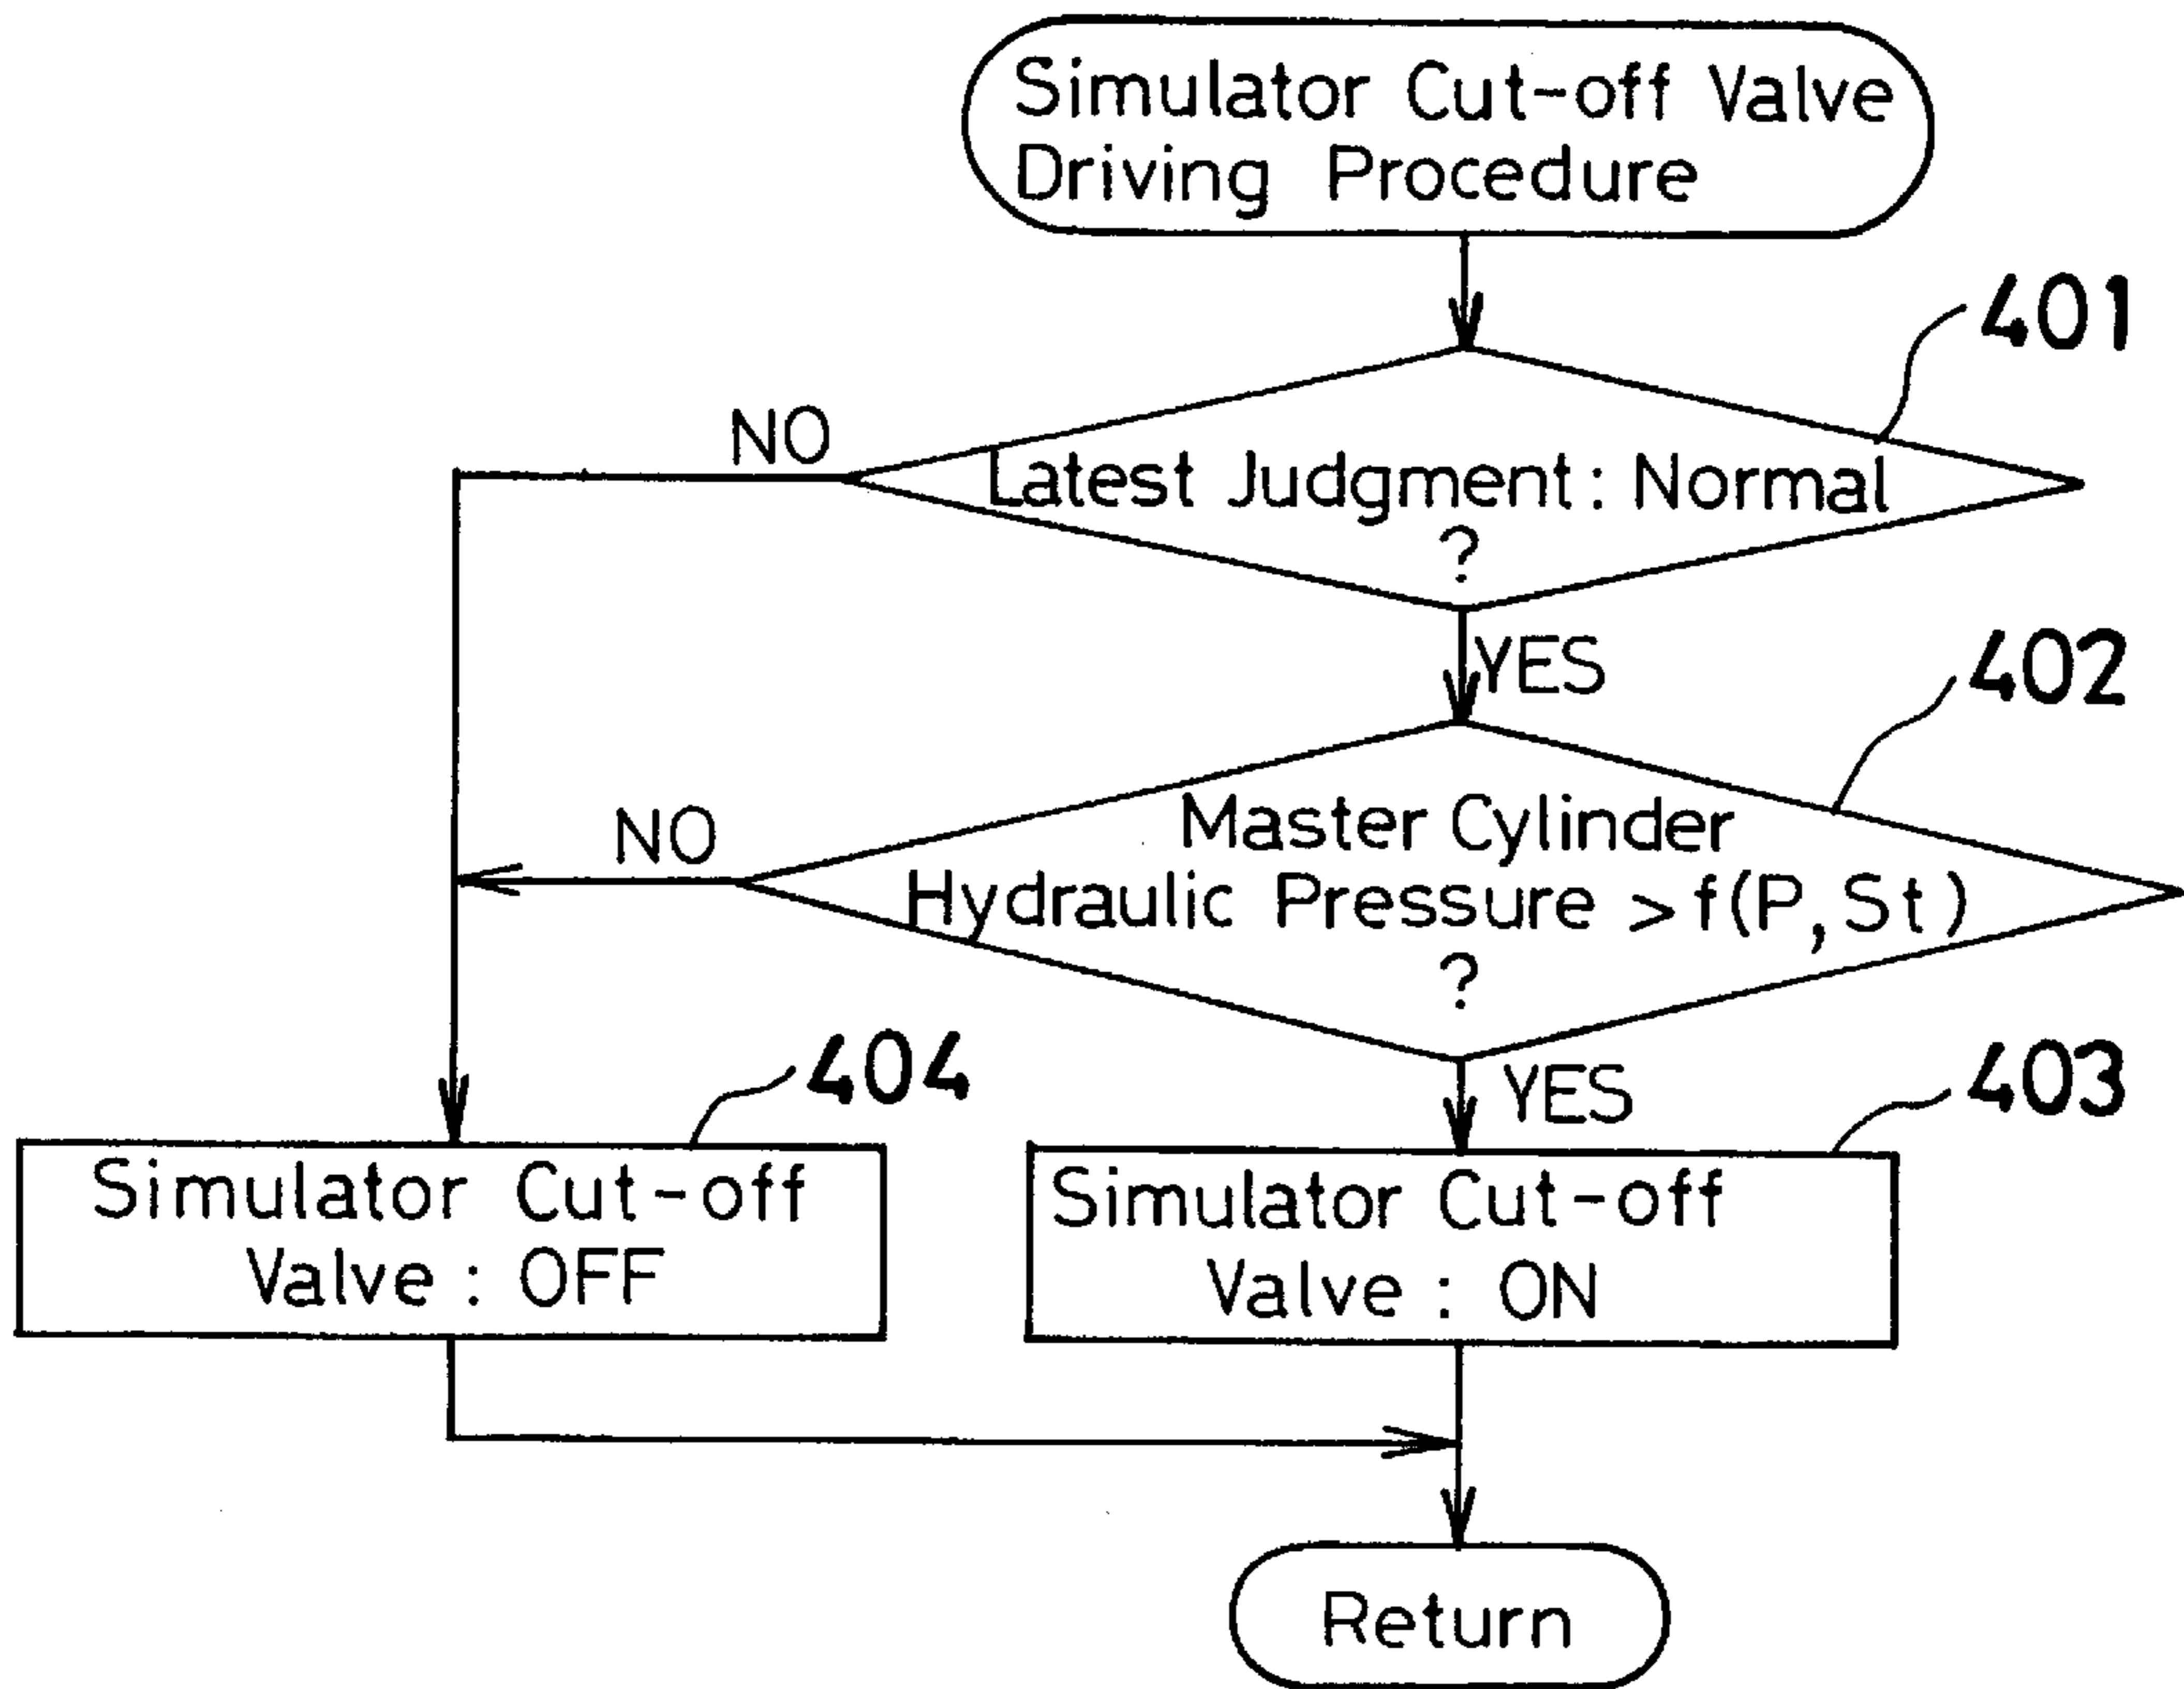 Simulator Cut-off Valve
Driving Procedure
401
NO
Latest Judgment : Normal
?
YES
402
NO
Master Cylinder
Hydraulic Pressure > f(P, St)
?
YES
404
403
Simulator Cut-off
Valve : OFF
Simulator Cut-off
Valve : ON
Return